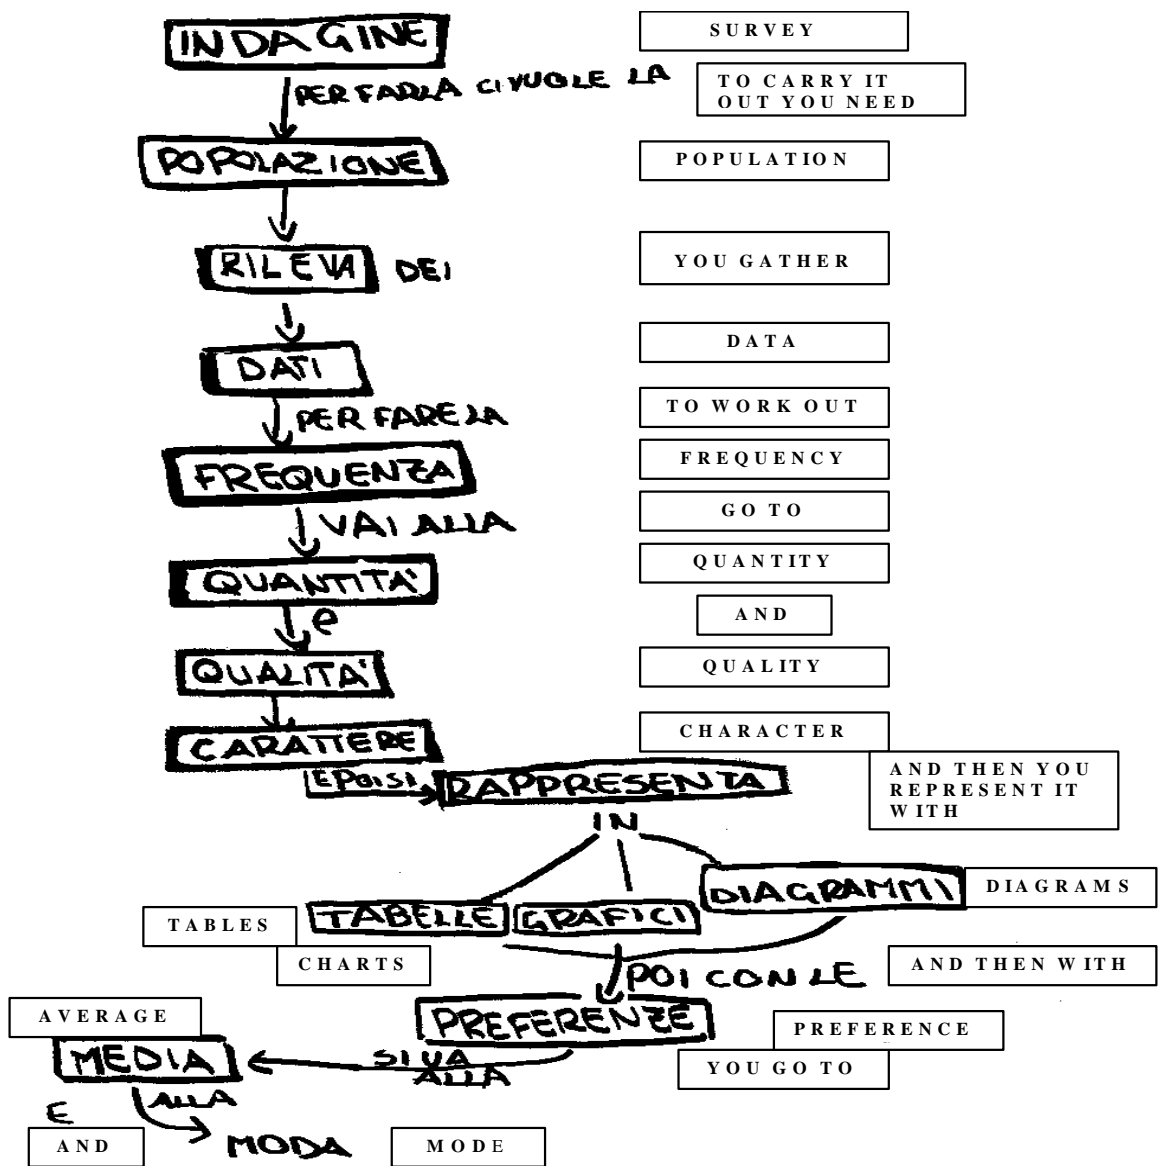 INDAGINE
SURVEY
PER FARLA CI VUOLE LA
TO CARRY IT
OUT YOU NEED
POPOLAZIONE
POPULATION
RILEVA DEI
YOU GATHER
DATI
DATA
PER FARE LA
TO WORK OUT
FREQUENZA
FREQUENCY
VAI ALLA
GO TO
QUANTITA'
QUANTITY
e
AND
QUALITA'
QUALITY
CARATTERE
CHARACTER
E POI SI
RAPPRESENTA
AND THEN YOU
REPRESENT IT
WITH
IN
DIAGRAMMI
DIAGRAMS
TABELLE
GRAFICI
TABLES
CHARTS
POI CON LE
AND THEN WITH
PREFERENZE
AVERAGE
PREFERENCE
MEDIA
SI VA
ALLA
YOU GO TO
E
ALLA
AND
MODA
MODE